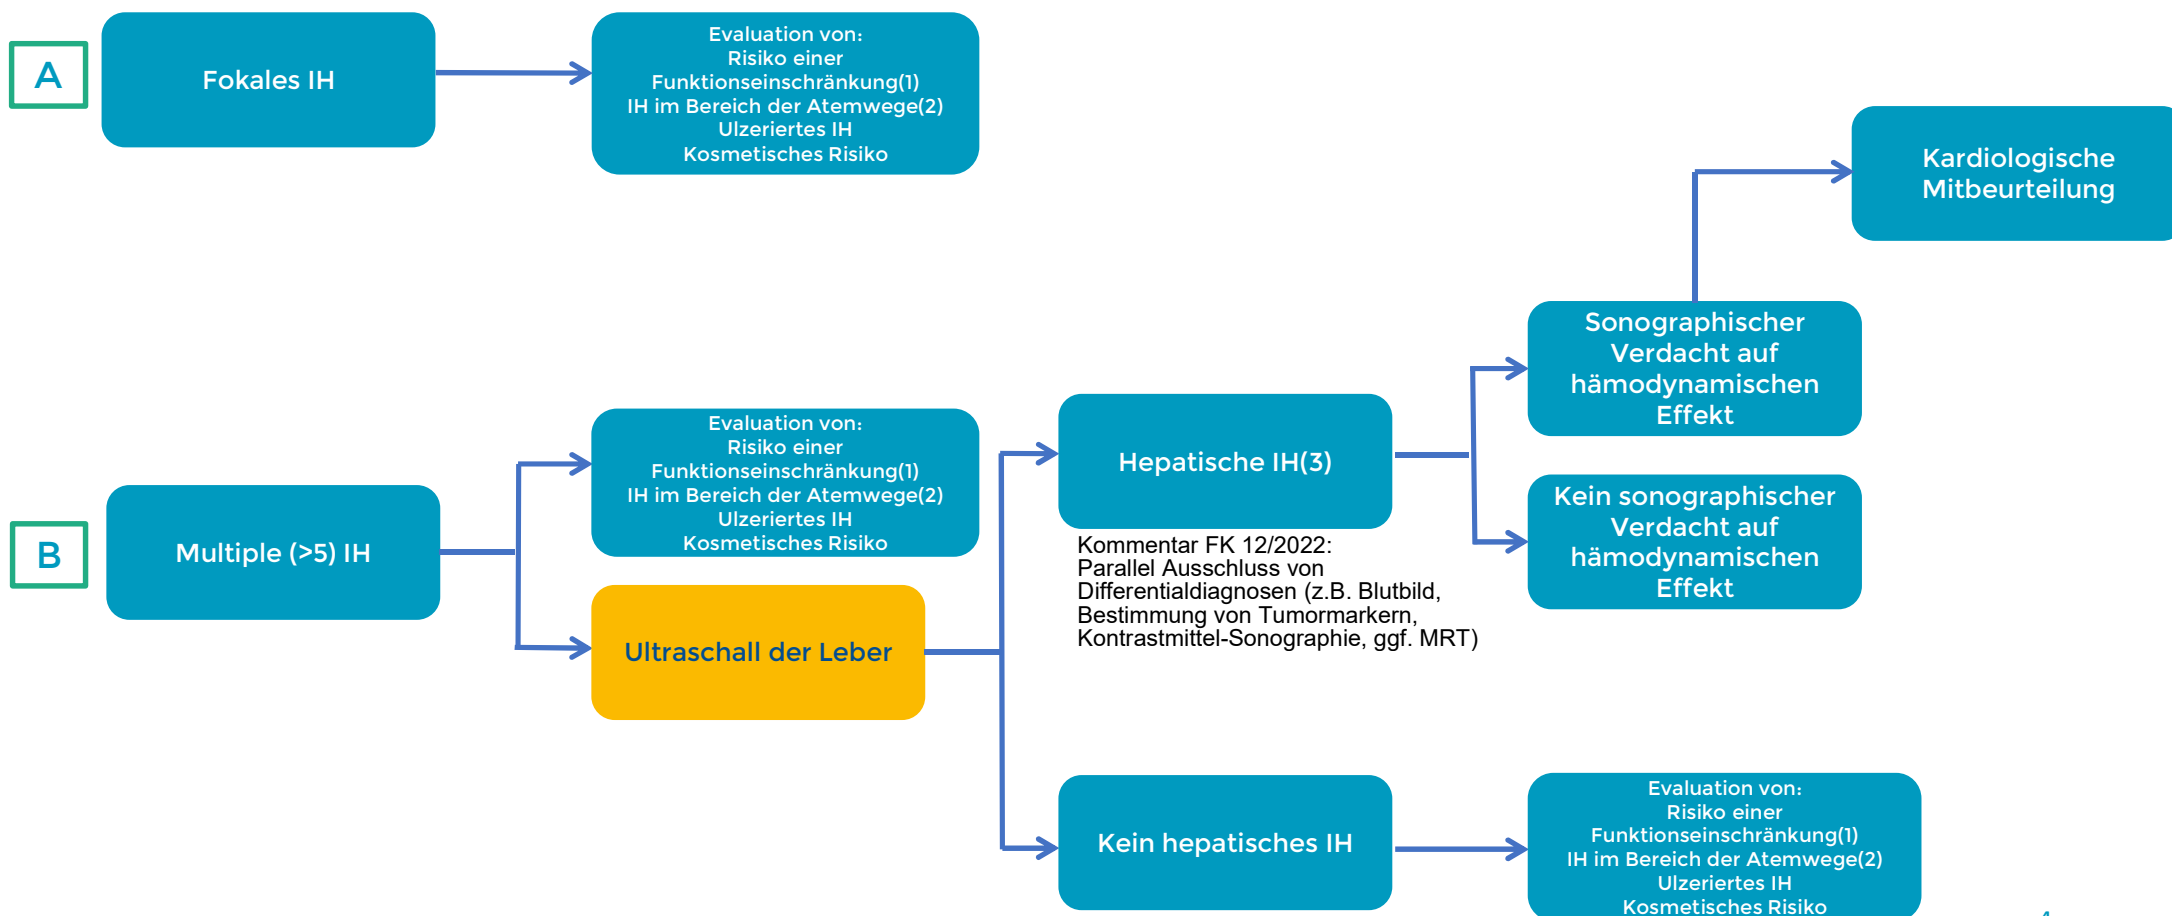 A
Fokales IH
Evaluation von:
Risiko einer
Funktionseinschränkung(1)
IH im Bereich der Atemwege(2)
Ulzeriertes IH
Kosmetisches Risiko
Kardiologische
Mitbeurteilung
Sonographischer
Verdacht auf
hämodynamischen
Effekt
B
Multiple (>5) IH
Evaluation von:
Risiko einer
Funktionseinschränkung(1)
IH im Bereich der Atemwege(2)
Ulzeriertes IH
Kosmetisches Risiko
Ultraschall der Leber
Hepatische IH(3)
Kommentar FK 12/2022:
Parallel Ausschluss von
Differentialdiagnosen (z.B. Blutbild,
Bestimmung von Tumormarkern,
Kontrastmittel-Sonographie, ggf. MRT)
Kein sonographischer
Verdacht auf
hämodynamischen
Effekt
Kein hepatisches IH
Evaluation von:
Risiko einer
Funktionseinschränkung(1)
IH im Bereich der Atemwege(2)
Ulzeriertes IH
Kosmetisches Risiko